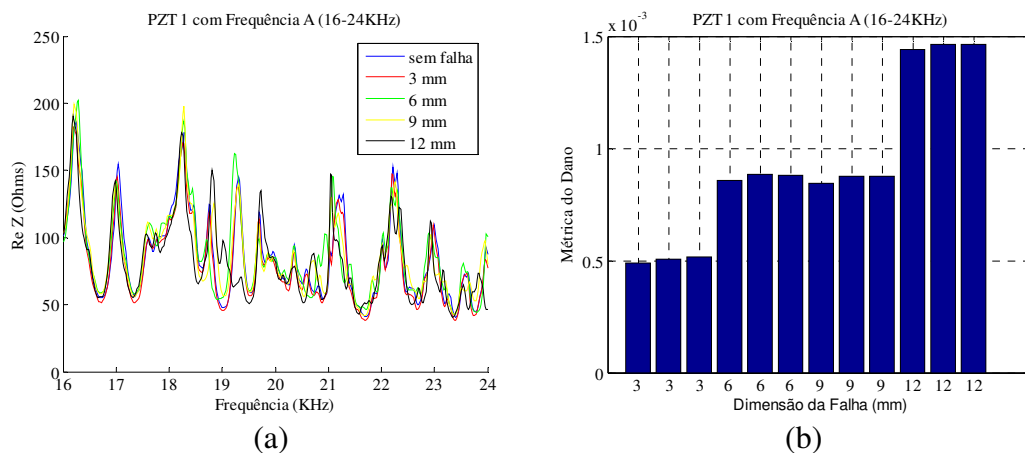 PZT 1 com Frequência A (16-24KHz)
250
200
150
100
50
0
Re Z (Ohms)
sem falha
3 mm
6 mm
9 mm
12 mm
16 17 18 19 20 21 22 23 24
Frequência (KHz)
(a)
PZT 1 com Frequência A (16-24KHz)
x 10⁻³
1.5
1
0.5
0
Métrica do Dano
3 3 3 6 6 6 9 9 9 12 12 12
Dimensão da Falha (mm)
(b)